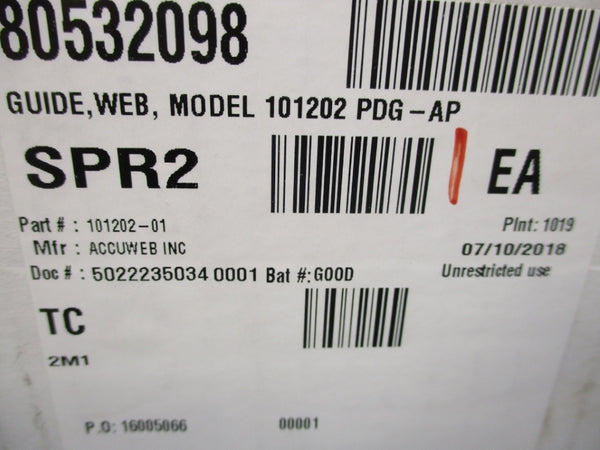 80532098
GUIDE,WEB, MODEL 101202 PDG-AP
SPR2 1 EA
Part # : 101202-01 Plnt: 1019
Mfr : ACCUWEB INC 07/10/2018
Doc # : 5022235034 0001 Bat #: GOOD Unrestricted use
TC
2M1
P.O: 16005066 00001